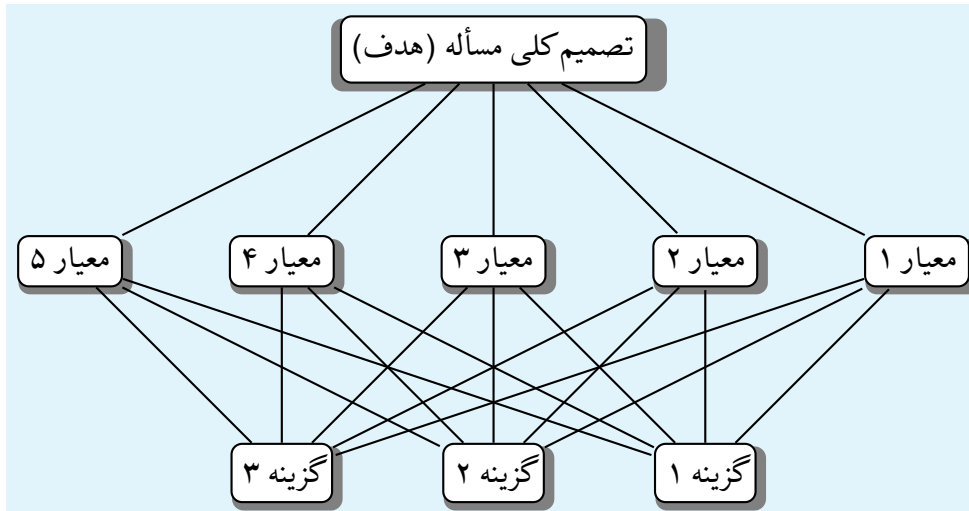 تصمیم کلی مسأله (هدف)
معیار ۱
معیار ۲
معیار ۳
معیار ۴
معیار ۵
گزینه ۱
گزینه ۲
گزینه ۳